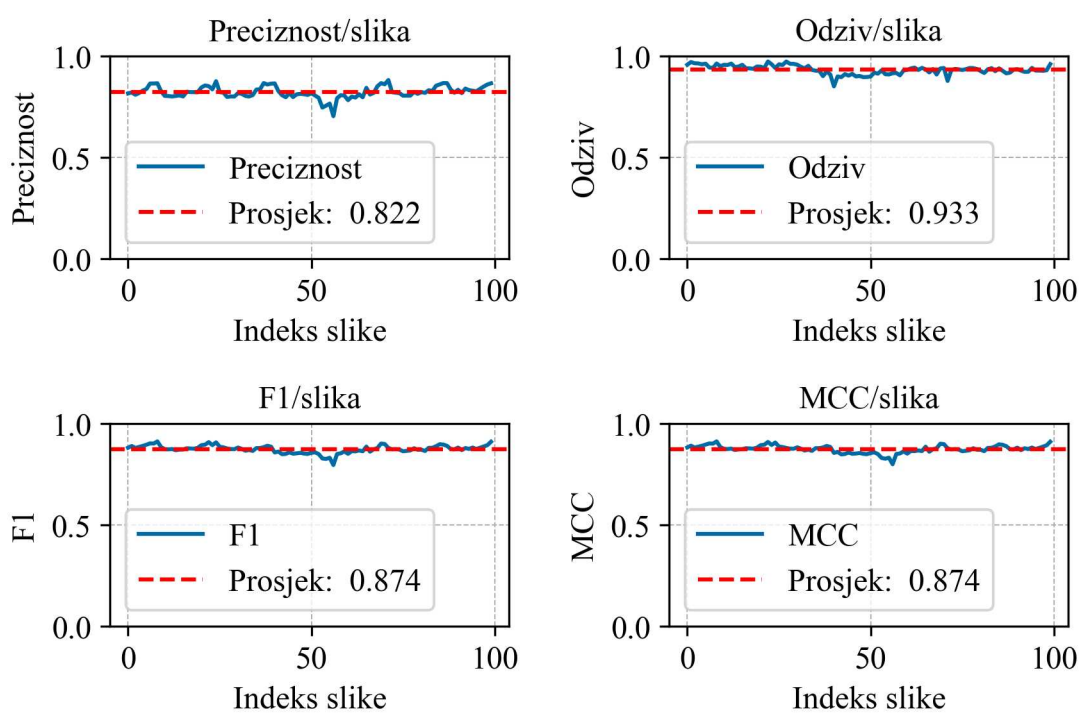 Preciznost/slika
Preciznost
1.0
0.5
0.0
Preciznost
Prosjek: 0.822
0
50
100
Indeks slike
Odziv/slika
Odziv
1.0
0.5
0.0
Odziv
Prosjek: 0.933
0
50
100
Indeks slike
F1/slika
F1
1.0
0.5
0.0
F1
Prosjek: 0.874
0
50
100
Indeks slike
MCC/slika
MCC
1.0
0.5
0.0
MCC
Prosjek: 0.874
0
50
100
Indeks slike